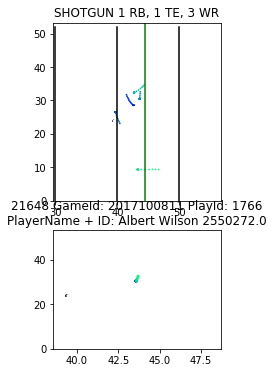 SHOTGUN 1 RB, 1 TE, 3 WR
50
40
30
20
10
0
30 40 50
21648 GameId: 2017100811 PlayId: 1766
PlayerName + ID: Albert Wilson 2550272.0
40
20
0
40.0 42.5 45.0 47.5